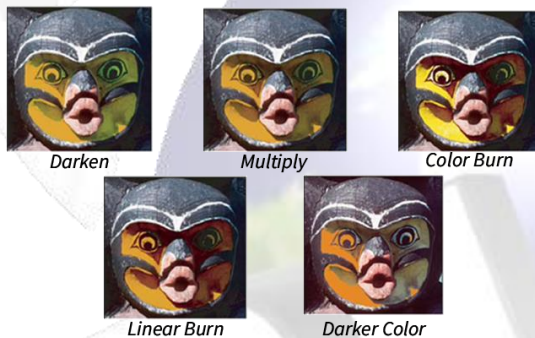 Darken
Multiply
Color Burn
Linear Burn
Darker Color